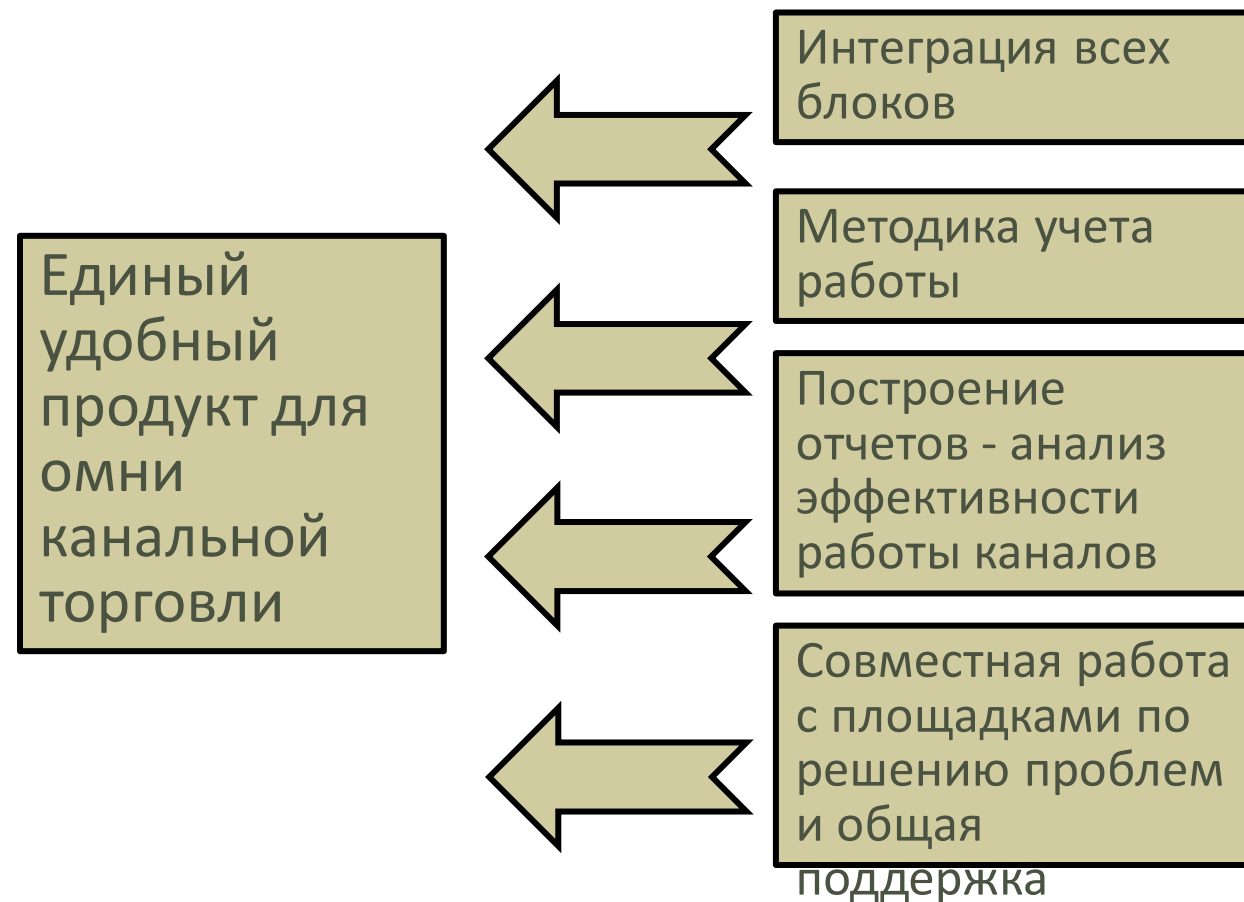 Единый
удобный
продукт для
омни
канальной
торговли
Интеграция всех
блоков
Методика учета
работы
Построение
отчетов - анализ
эффективности
работы каналов
Совместная работа
с площадками по
решению проблем
и общая
поддержка